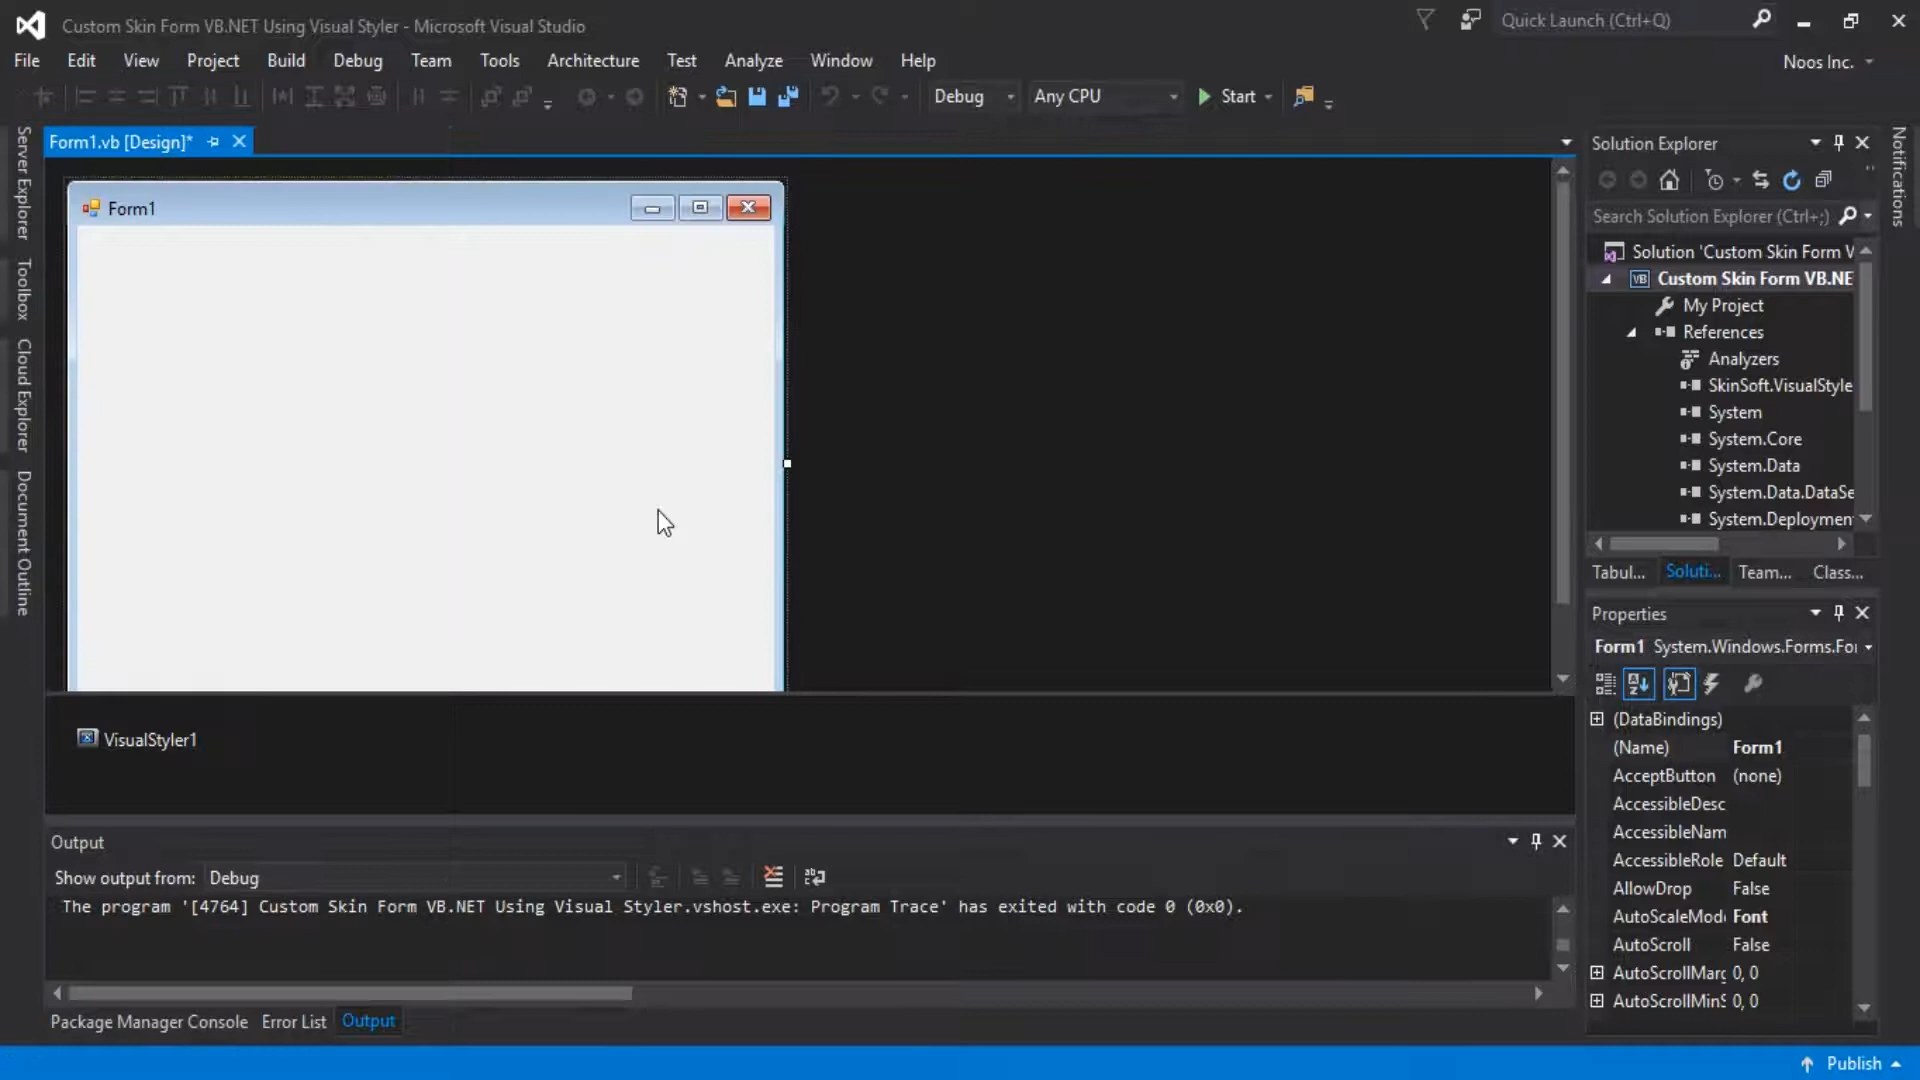 Custom Skin Form VB.NET Using Visual Styler - Microsoft Visual Studio
Quick Launch (Ctrl+Q)
File Edit View Project Build Debug Team Tools Architecture Test Analyze Window Help
Noos Inc.
Debug Any CPU Start
Server Explorer
Toolbox
Cloud Explorer
Document Outline
Form1.vb [Design]*
Form1
VisualStyler1
Output
Show output from: Debug
The program '[4764] Custom Skin Form VB.NET Using Visual Styler.vshost.exe: Program Trace' has exited with code 0 (0x0).
Package Manager Console Error List Output
Solution Explorer
Search Solution Explorer (Ctrl+;)
Solution 'Custom Skin Form V
VB Custom Skin Form VB.NE
My Project
References
Analyzers
SkinSoft.VisualStyle
System
System.Core
System.Data
System.Data.DataSe
System.Deploymen
Tabul... Soluti... Team... Class...
Properties
Form1 System.Windows.Forms.For
(DataBindings)
(Name) Form1
AcceptButton (none)
AccessibleDesc
AccessibleNam
AccessibleRole Default
AllowDrop False
AutoScaleMod Font
AutoScroll False
AutoScrollMarg 0, 0
AutoScrollMinS 0, 0
Notifications
Publish